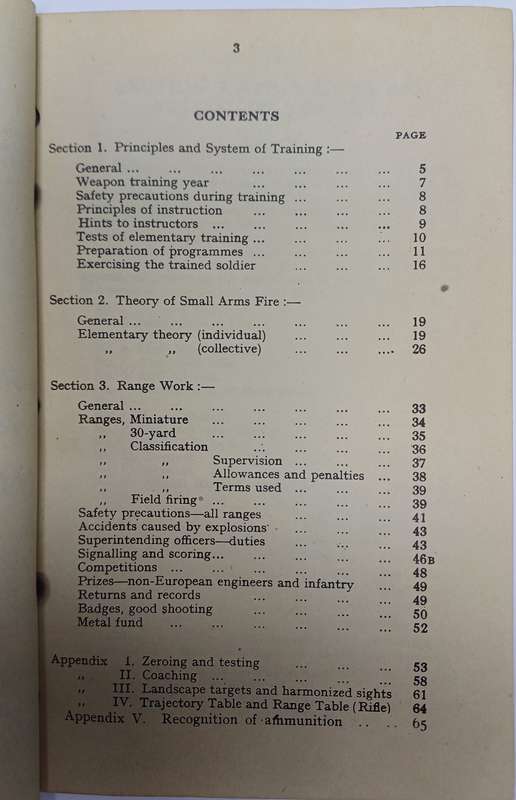 3
CONTENTS
PAGE
Section 1. Principles and System of Training :—
General ... ... ... ... ... ... ... 5
Weapon training year ... ... ... ... 7
Safety precautions during training ... ... ... 8
Principles of instruction ... ... ... ... 8
Hints to instructors ... ... ... ... ... 9
Tests of elementary training ... ... ... ... 10
Preparation of programmes ... ... ... ... 11
Exercising the trained soldier ... ... ... 16
Section 2. Theory of Small Arms Fire :—
General ... ... ... ... ... ... ... 19
Elementary theory (individual) ... ... ... 19
„ „ (collective) ... ... .... 26
Section 3. Range Work :—
General ... ... ... ... ... ... ... 33
Ranges, Miniature ... ... ... ... ... 34
„ 30-yard ... ... ... ... ... 35
„ Classification ... ... ... ... 36
„ „ Supervision ... ... ... 37
„ „ Allowances and penalties ... 38
„ „ Terms used ... ... ... 39
„ Field firing ... ... ... ... ... 39
Safety precautions—all ranges ... ... ... 41
Accidents caused by explosions ... ... ... 43
Superintending officers—duties ... ... ... 43
Signalling and scoring... ... ... ... ... 46B
Competitions ... ... ... ... ... ... 48
Prizes—non-European engineers and infantry ... 49
Returns and records ... ... ... ... 49
Badges, good shooting ... ... ... ... 50
Metal fund ... ... ... ... ... ... 52
Appendix I. Zeroing and testing ... ... ... 53
„ II. Coaching ... ... ... ... ... 58
„ III. Landscape targets and harmonized sights 61
„ IV. Trajectory Table and Range Table (Rifle) 64
Appendix V. Recognition of ammunition .. .. 65